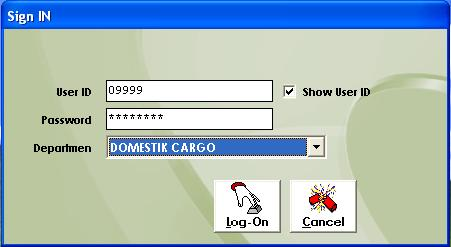 Sign IN
User ID 09999 Show User ID
Password ********
Departmen DOMESTIK CARGO
Log-On Cancel